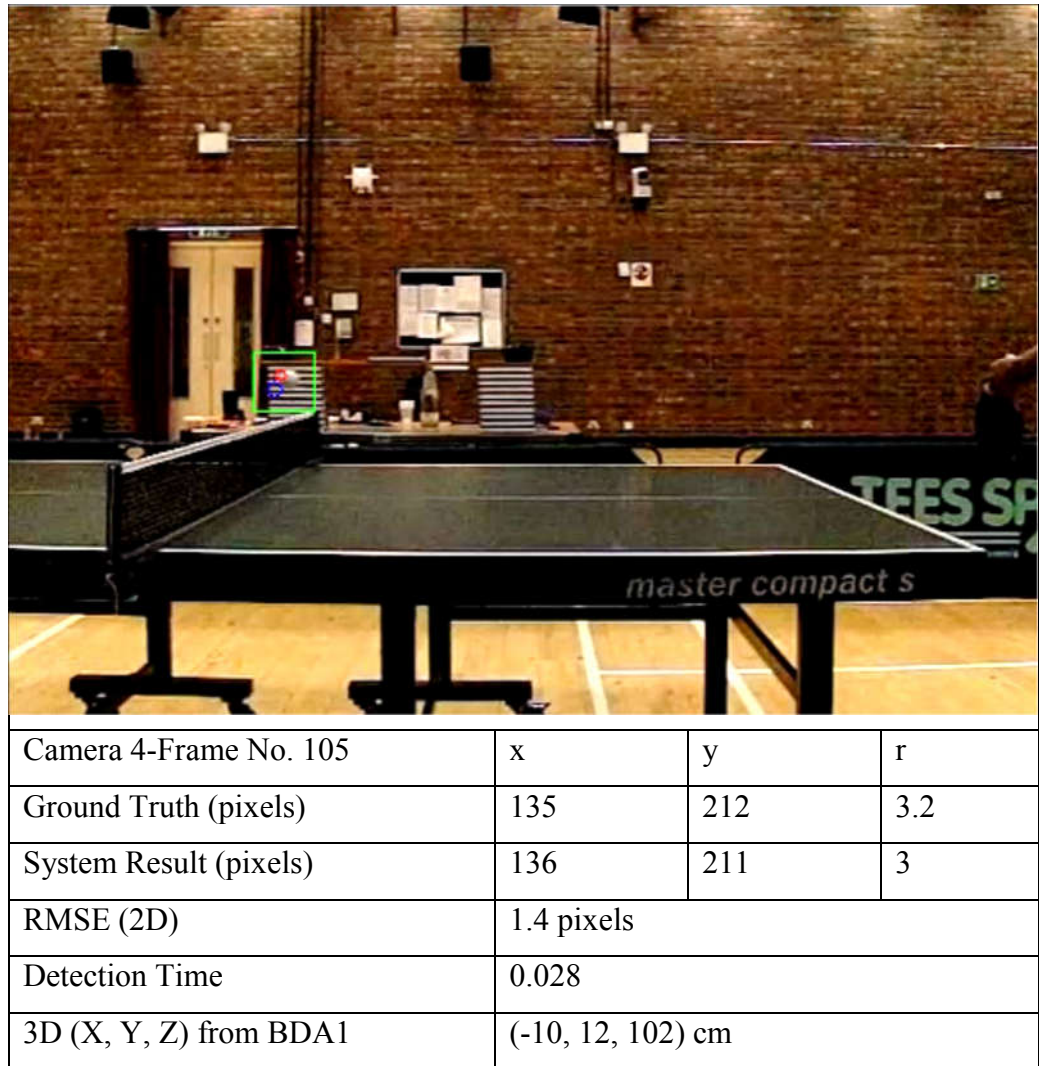 TEES SP
master compact s
Camera 4-Frame No. 105 x y r
Ground Truth (pixels) 135 212 3.2
System Result (pixels) 136 211 3
RMSE (2D) 1.4 pixels
Detection Time 0.028
3D (X, Y, Z) from BDA1 (-10, 12, 102) cm